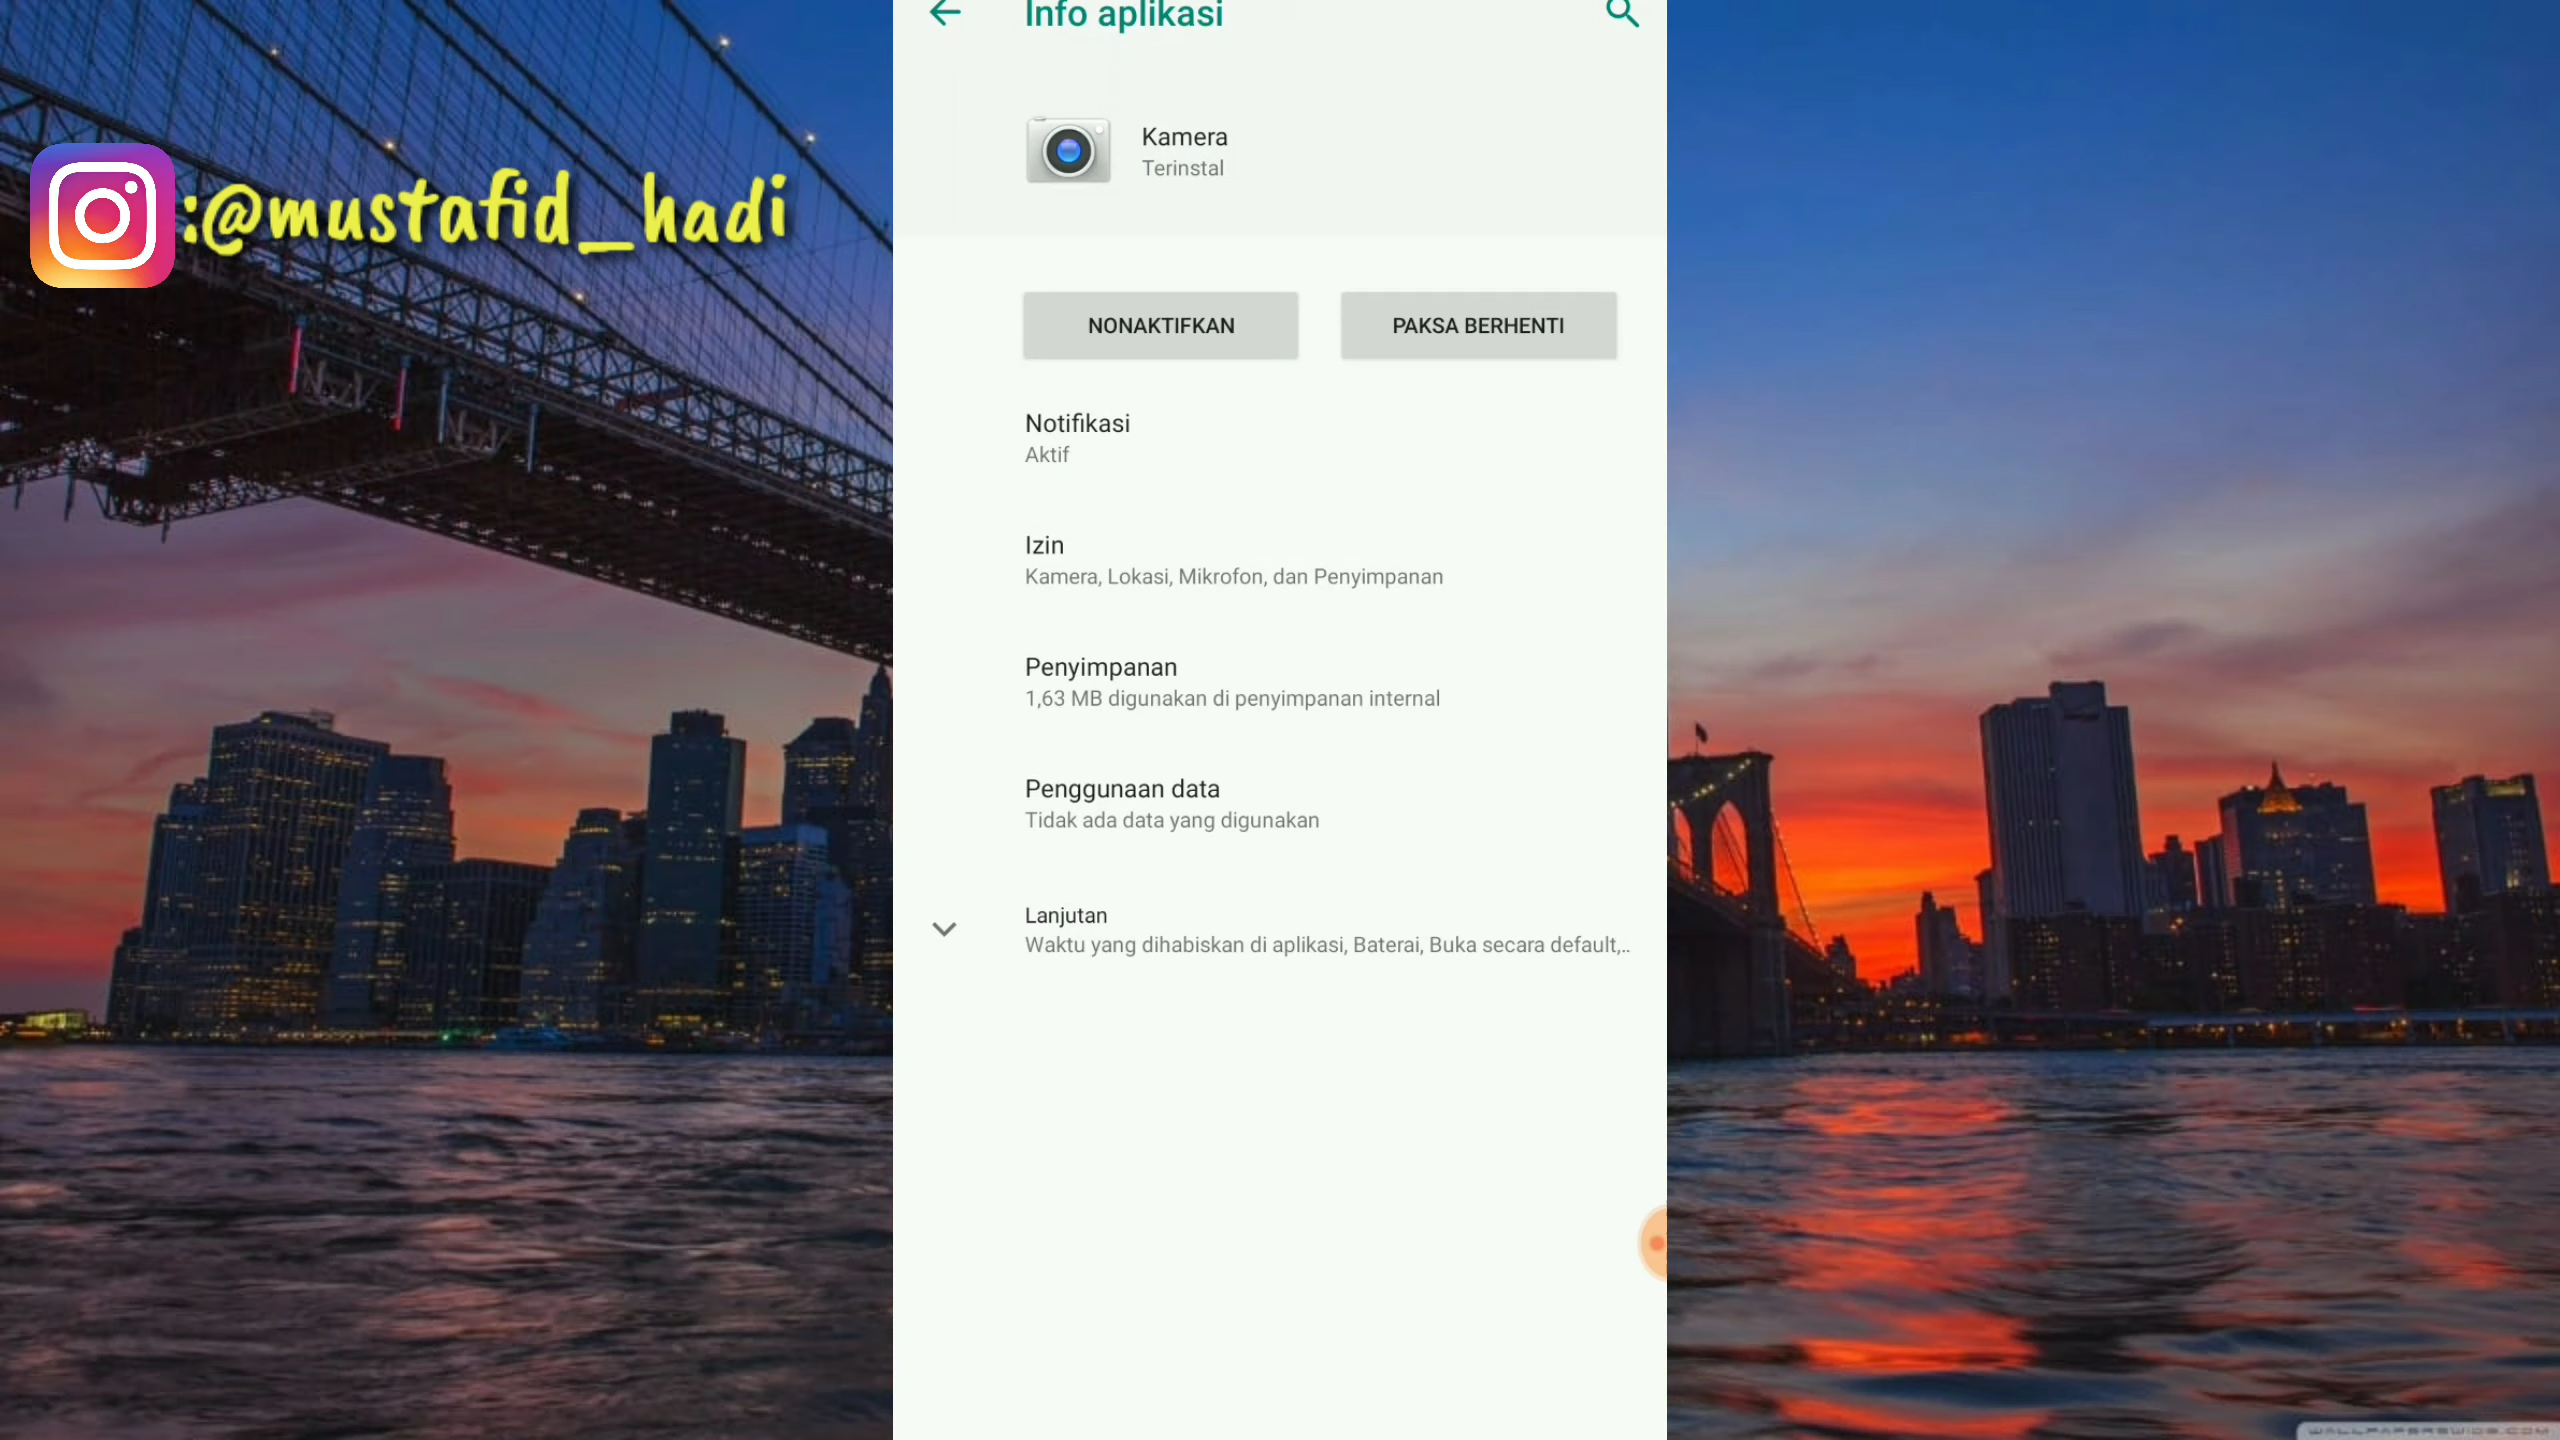 Info aplikasi
:@mustafid_hadi
Kamera
Terinstal
NONAKTIFKAN
PAKSA BERHENTI
Notifikasi
Aktif
Izin
Kamera, Lokasi, Mikrofon, dan Penyimpanan
Penyimpanan
1,63 MB digunakan di penyimpanan internal
Penggunaan data
Tidak ada data yang digunakan
Lanjutan
Waktu yang dihabiskan di aplikasi, Baterai, Buka secara default,..
WALLPAPERSWIDE.COM